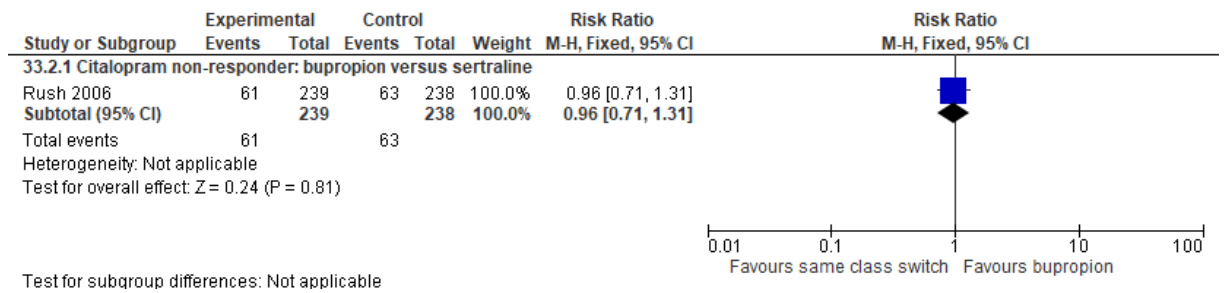 Experimental Control Risk Ratio Risk Ratio
Study or Subgroup Events Total Events Total Weight M-H, Fixed, 95% CI M-H, Fixed, 95% CI
33.2.1 Citalopram non-responder: bupropion versus sertraline
Rush 2006 61 239 63 238 100.0% 0.96 [0.71, 1.31]
Subtotal (95% CI) 239 238 100.0% 0.96 [0.71, 1.31]
Total events 61 63
Heterogeneity: Not applicable
Test for overall effect: Z = 0.24 (P = 0.81)
0.01 0.1 1 10 100
Favours same class switch Favours bupropion
Test for subgroup differences: Not applicable